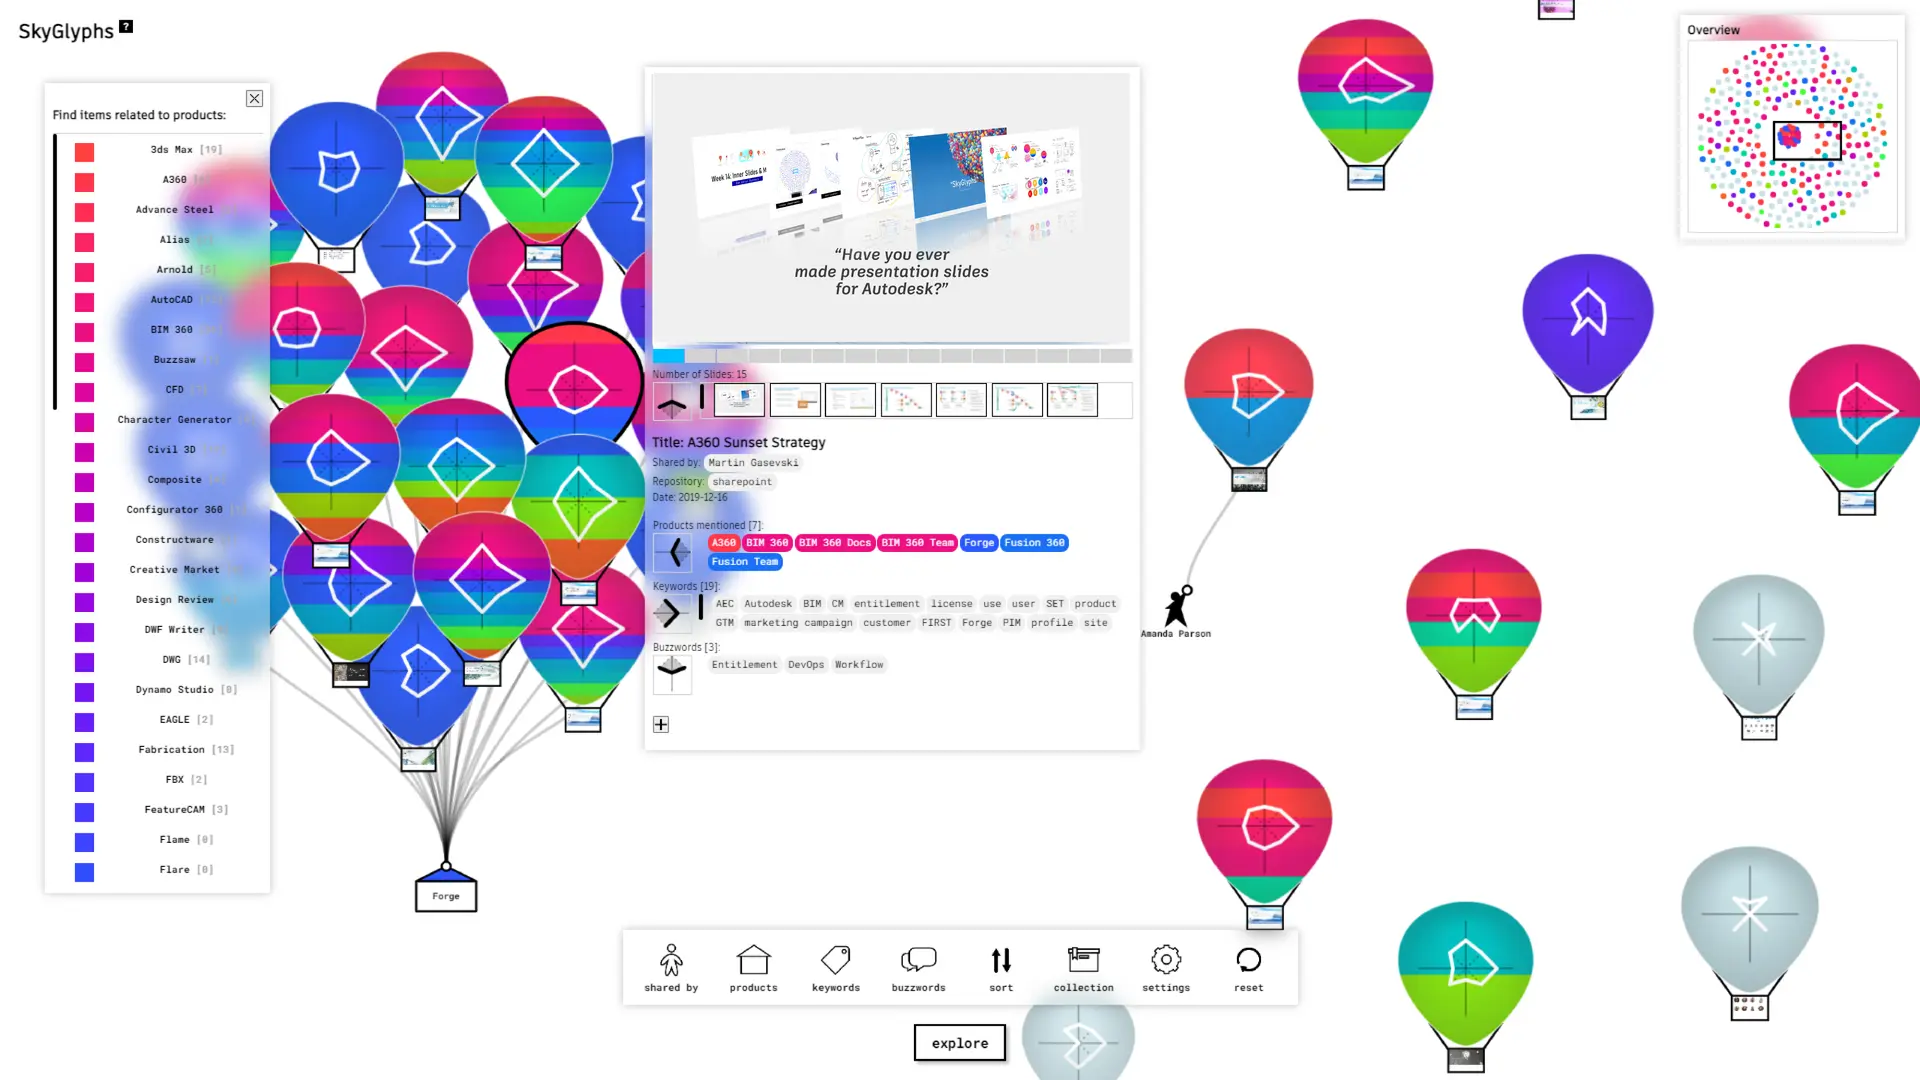 SkyGlyphs ?
Find items related to products:
3ds Max [19]
A360
Advance Steel
Alias
Arnold [5]
AutoCAD
BIM 360
Buzzsaw
CFD
Character Generator
Civil 3D
Composite
Configurator 360
Constructware
Creative Market
Design Review
DWF Writer
DWG [14]
Dynamo Studio [0]
EAGLE [2]
Fabrication [13]
FBX [2]
FeatureCAM [3]
Flame [0]
Flare [0]
Forge
Week 14: Inner Slides & M
"SkyGlyphs"
“Have you ever
made presentation slides
for Autodesk?”
Number of Slides: 15
Title: A360 Sunset Strategy
Shared by: Martin Gasevski
Repository: sharepoint
Date: 2019-12-16
Products mentioned [7]:
A360 BIM 360 BIM 360 Docs BIM 360 Team Forge Fusion 360
Fusion Team
Keywords [19]:
AEC Autodesk BIM CM entitlement license use user SET product
GTM marketing campaign customer FIRST Forge PIM profile site
Buzzwords [3]:
Entitlement DevOps Workflow
Amanda Parson
Overview
shared by products keywords buzzwords sort collection settings reset
explore